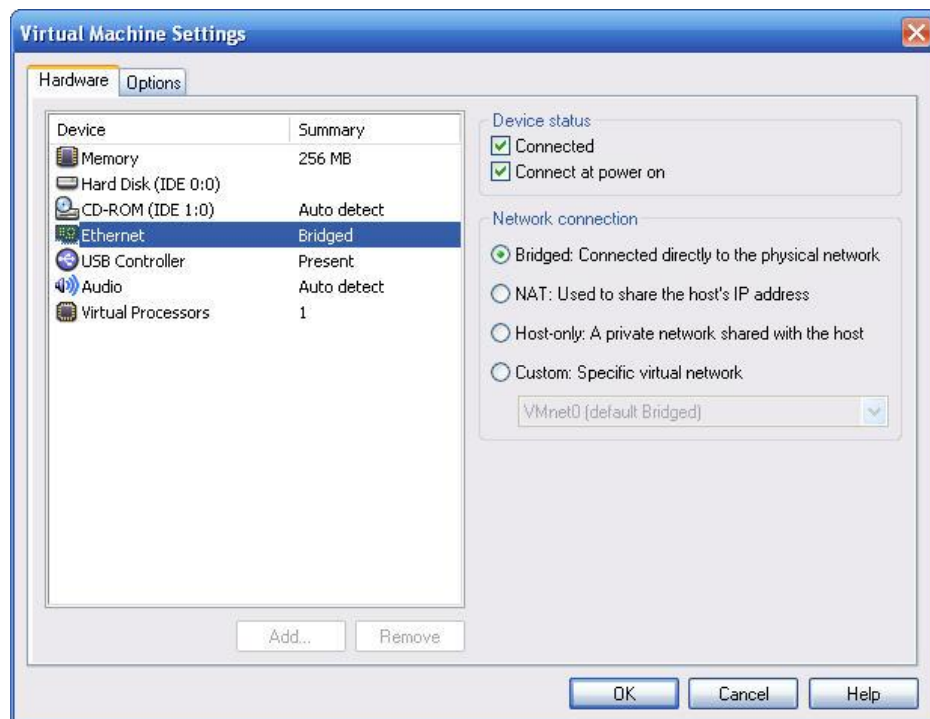 Virtual Machine Settings
Hardware Options
Device Summary
Memory 256 MB
Hard Disk (IDE 0:0)
CD-ROM (IDE 1:0) Auto detect
Ethernet Bridged
USB Controller Present
Audio Auto detect
Virtual Processors 1
Add... Remove
Device status
Connected
Connect at power on
Network connection
Bridged: Connected directly to the physical network
NAT: Used to share the host's IP address
Host-only: A private network shared with the host
Custom: Specific virtual network
VMnet0 (default Bridged)
OK Cancel Help